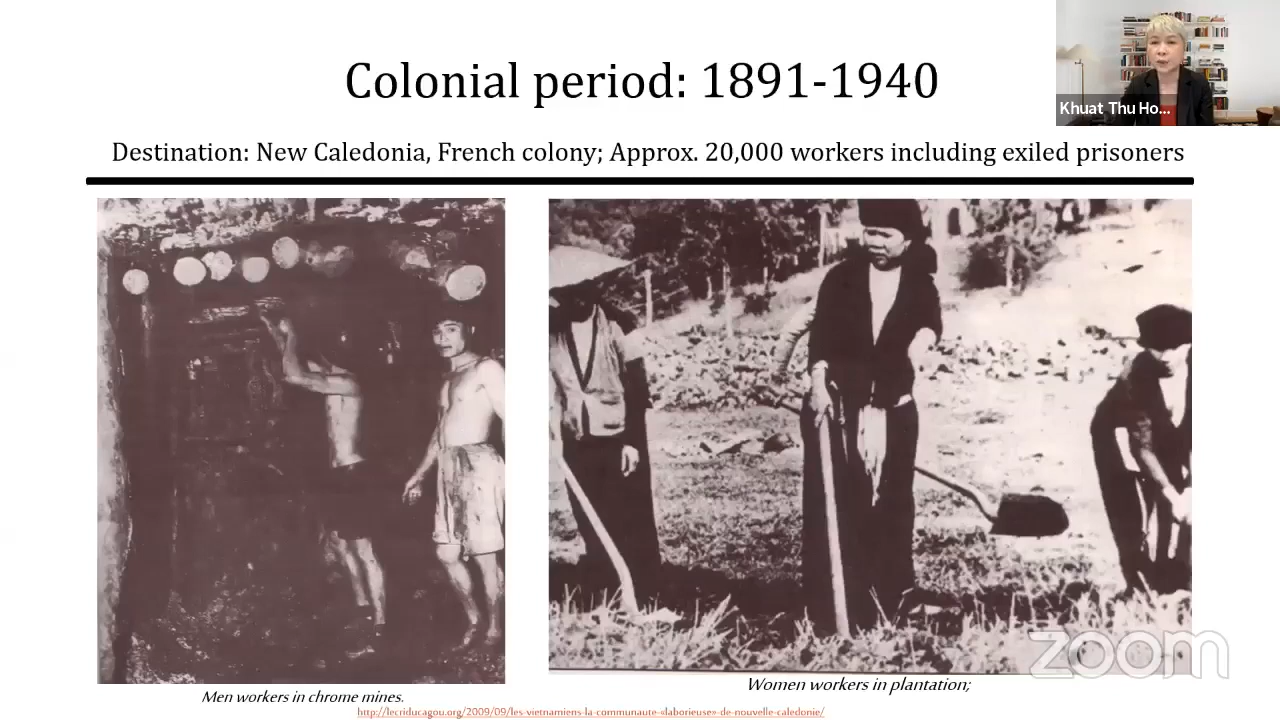 Colonial period: 1891-1940
Khuat Thu Ho...
Destination: New Caledonia, French colony; Approx. 20,000 workers including exiled prisoners
zoom
Men workers in chrome mines.
Women workers in plantation;
http://lecriducagou.org/2009/09/les-vietnamiens-la-communaute-«laborieuse»-de-nouvelle-caledonie/